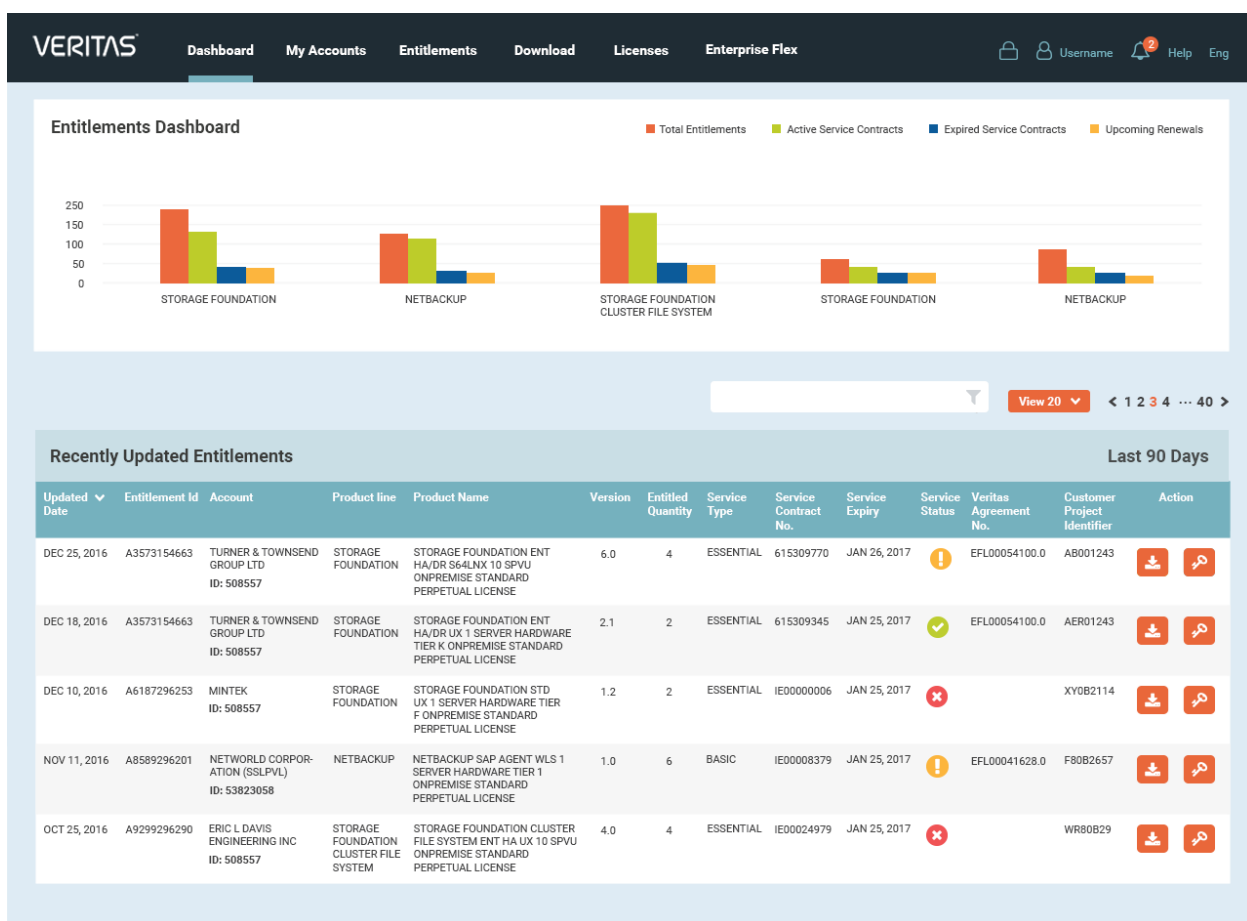 VERITAS
Dashboard My Accounts Entitlements Download Licenses Enterprise Flex
Username 2 Help Eng
Entitlements Dashboard
Total Entitlements Active Service Contracts Expired Service Contracts Upcoming Renewals
250
150
100
50
0
STORAGE FOUNDATION
NETBACKUP
STORAGE FOUNDATION
CLUSTER FILE SYSTEM
STORAGE FOUNDATION
NETBACKUP
View 20
< 1 2 3 4 ··· 40 >
Recently Updated Entitlements
Last 90 Days
Updated
Date
Entitlement Id
Account
Product line
Product Name
Version
Entitled
Quantity
Service
Type
Service
Contract
No.
Service
Expiry
Service
Status
Veritas
Agreement
No.
Customer
Project
Identifier
Action
DEC 25, 2016
A3573154663
TURNER & TOWNSEND
GROUP LTD
ID: 508557
STORAGE
FOUNDATION
STORAGE FOUNDATION ENT
HA/DR S64LNX 10 SPVU
ONPREMISE STANDARD
PERPETUAL LICENSE
6.0
4
ESSENTIAL
615309770
JAN 26, 2017
EFL00054100.0
AB001243
DEC 18, 2016
A3573154663
TURNER & TOWNSEND
GROUP LTD
ID: 508557
STORAGE
FOUNDATION
STORAGE FOUNDATION ENT
HA/DR UX 1 SERVER HARDWARE
TIER K ONPREMISE STANDARD
PERPETUAL LICENSE
2.1
2
ESSENTIAL
615309345
JAN 25, 2017
EFL00054100.0
AER01243
DEC 10, 2016
A6187296253
MINTEK
ID: 508557
STORAGE
FOUNDATION
STORAGE FOUNDATION STD
UX 1 SERVER HARDWARE TIER
F ONPREMISE STANDARD
PERPETUAL LICENSE
1.2
2
ESSENTIAL
IE00000006
JAN 25, 2017
XY0B2114
NOV 11, 2016
A8589296201
NETWORLD CORPOR-
ATION (SSLPVL)
ID: 53823058
NETBACKUP
NETBACKUP SAP AGENT WLS 1
SERVER HARDWARE TIER 1
ONPREMISE STANDARD
PERPETUAL LICENSE
1.0
6
BASIC
IE00008379
JAN 25, 2017
EFL00041628.0
F80B2657
OCT 25, 2016
A9299296290
ERIC L DAVIS
ENGINEERING INC
ID: 508557
STORAGE
FOUNDATION
CLUSTER FILE
SYSTEM
STORAGE FOUNDATION CLUSTER
FILE SYSTEM ENT HA UX 10 SPVU
ONPREMISE STANDARD
PERPETUAL LICENSE
4.0
4
ESSENTIAL
IE00024979
JAN 25, 2017
WR80B29